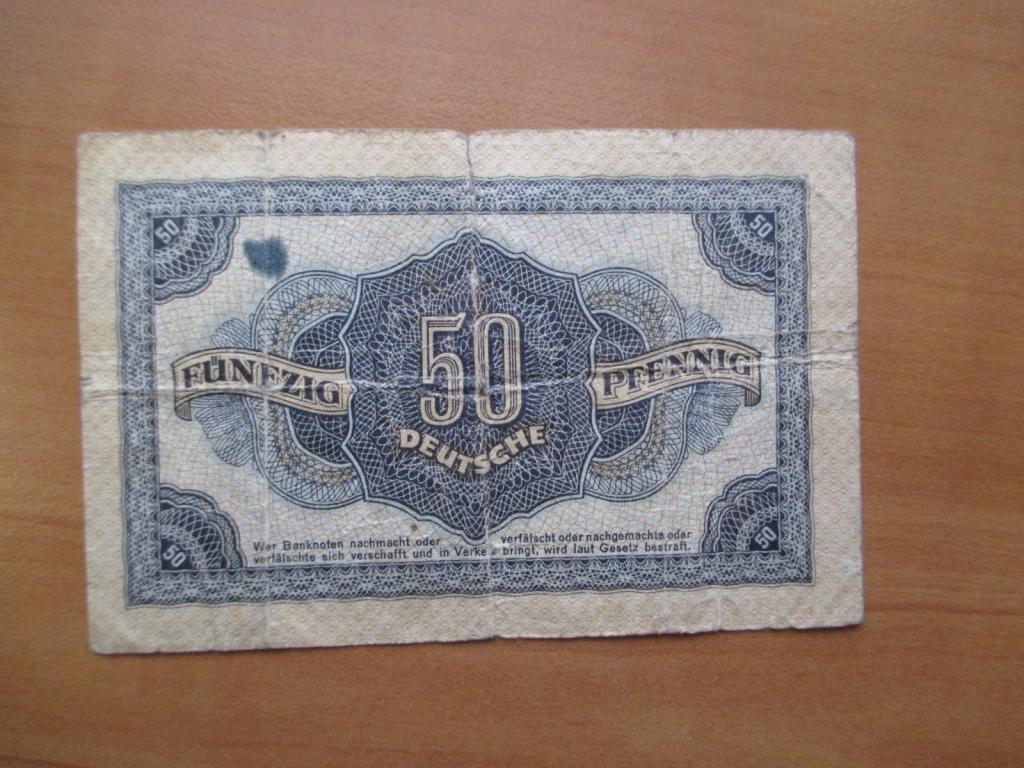 50
50
50
FÜNFZIG
PFENNIG
DEUTSCHE
Wer Banknoten nachmacht oder verfälscht oder nachgemachte oder
verfälschte sich verschafft und in Verke bringt, wird laut Gesetz bestraft.
50
50